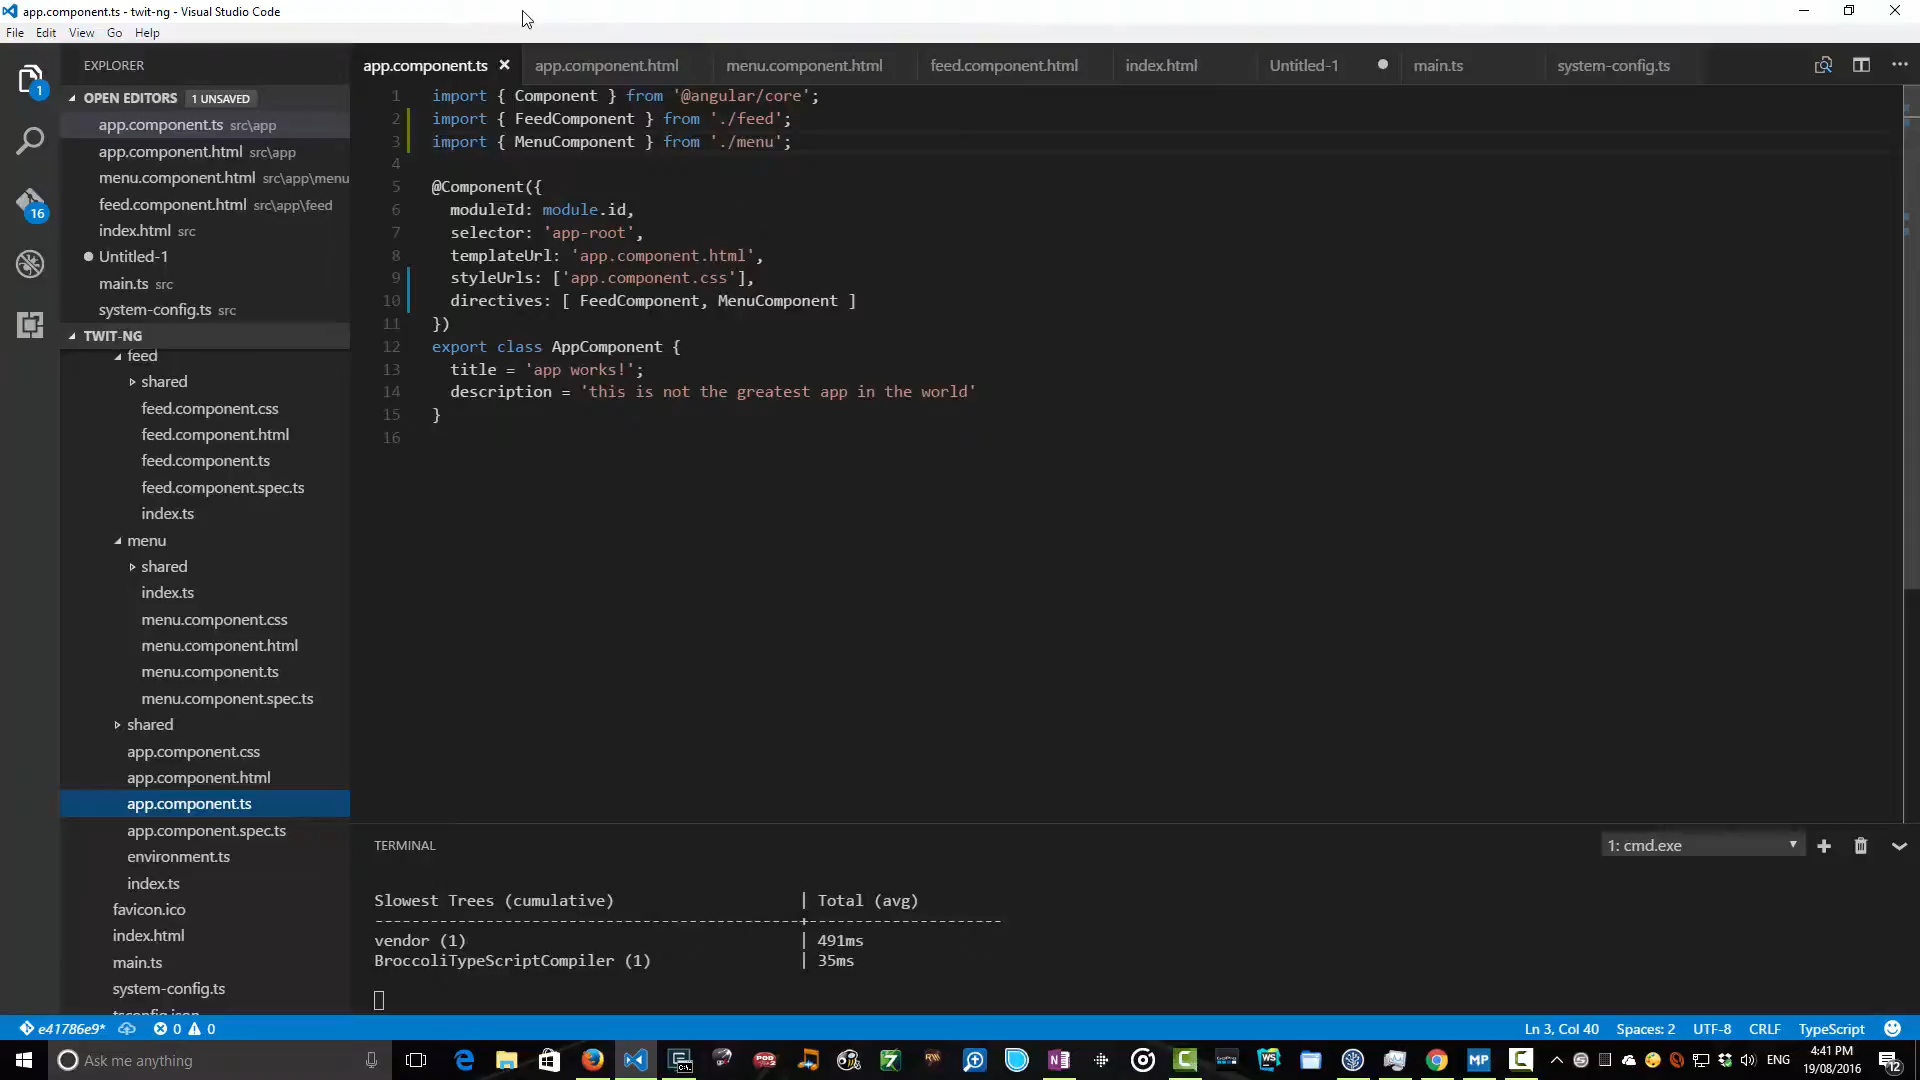 app.component.ts - twit-ng - Visual Studio Code
File Edit View Go Help
EXPLORER
OPEN EDITORS 1 UNSAVED
app.component.ts src\app
app.component.html src\app
menu.component.html src\app\menu
feed.component.html src\app\feed
index.html src
Untitled-1
main.ts src
system-config.ts src
TWIT-NG
feed
shared
feed.component.css
feed.component.html
feed.component.ts
feed.component.spec.ts
index.ts
menu
shared
index.ts
menu.component.css
menu.component.html
menu.component.ts
menu.component.spec.ts
shared
app.component.css
app.component.html
app.component.ts
app.component.spec.ts
environment.ts
index.ts
favicon.ico
index.html
main.ts
system-config.ts
tsconfig.json
1
16
app.component.ts app.component.html menu.component.html feed.component.html index.html Untitled-1 main.ts system-config.ts
1 import { Component } from '@angular/core';
2 import { FeedComponent } from './feed';
3 import { MenuComponent } from './menu';
4
5 @Component({
6 moduleId: module.id,
7 selector: 'app-root',
8 templateUrl: 'app.component.html',
9 styleUrls: ['app.component.css'],
10 directives: [ FeedComponent, MenuComponent ]
11 })
12 export class AppComponent {
13 title = 'app works!';
14 description = 'this is not the greatest app in the world'
15 }
16
TERMINAL 1: cmd.exe
Slowest Trees (cumulative) | Total (avg)
----------------------------------------------+---------------------
vendor (1) | 491ms
BroccoliTypeScriptCompiler (1) | 35ms
e41786e9* 0 0 Ln 3, Col 40 Spaces: 2 UTF-8 CRLF TypeScript
Ask me anything
ENG
4:41 PM
19/08/2016
12